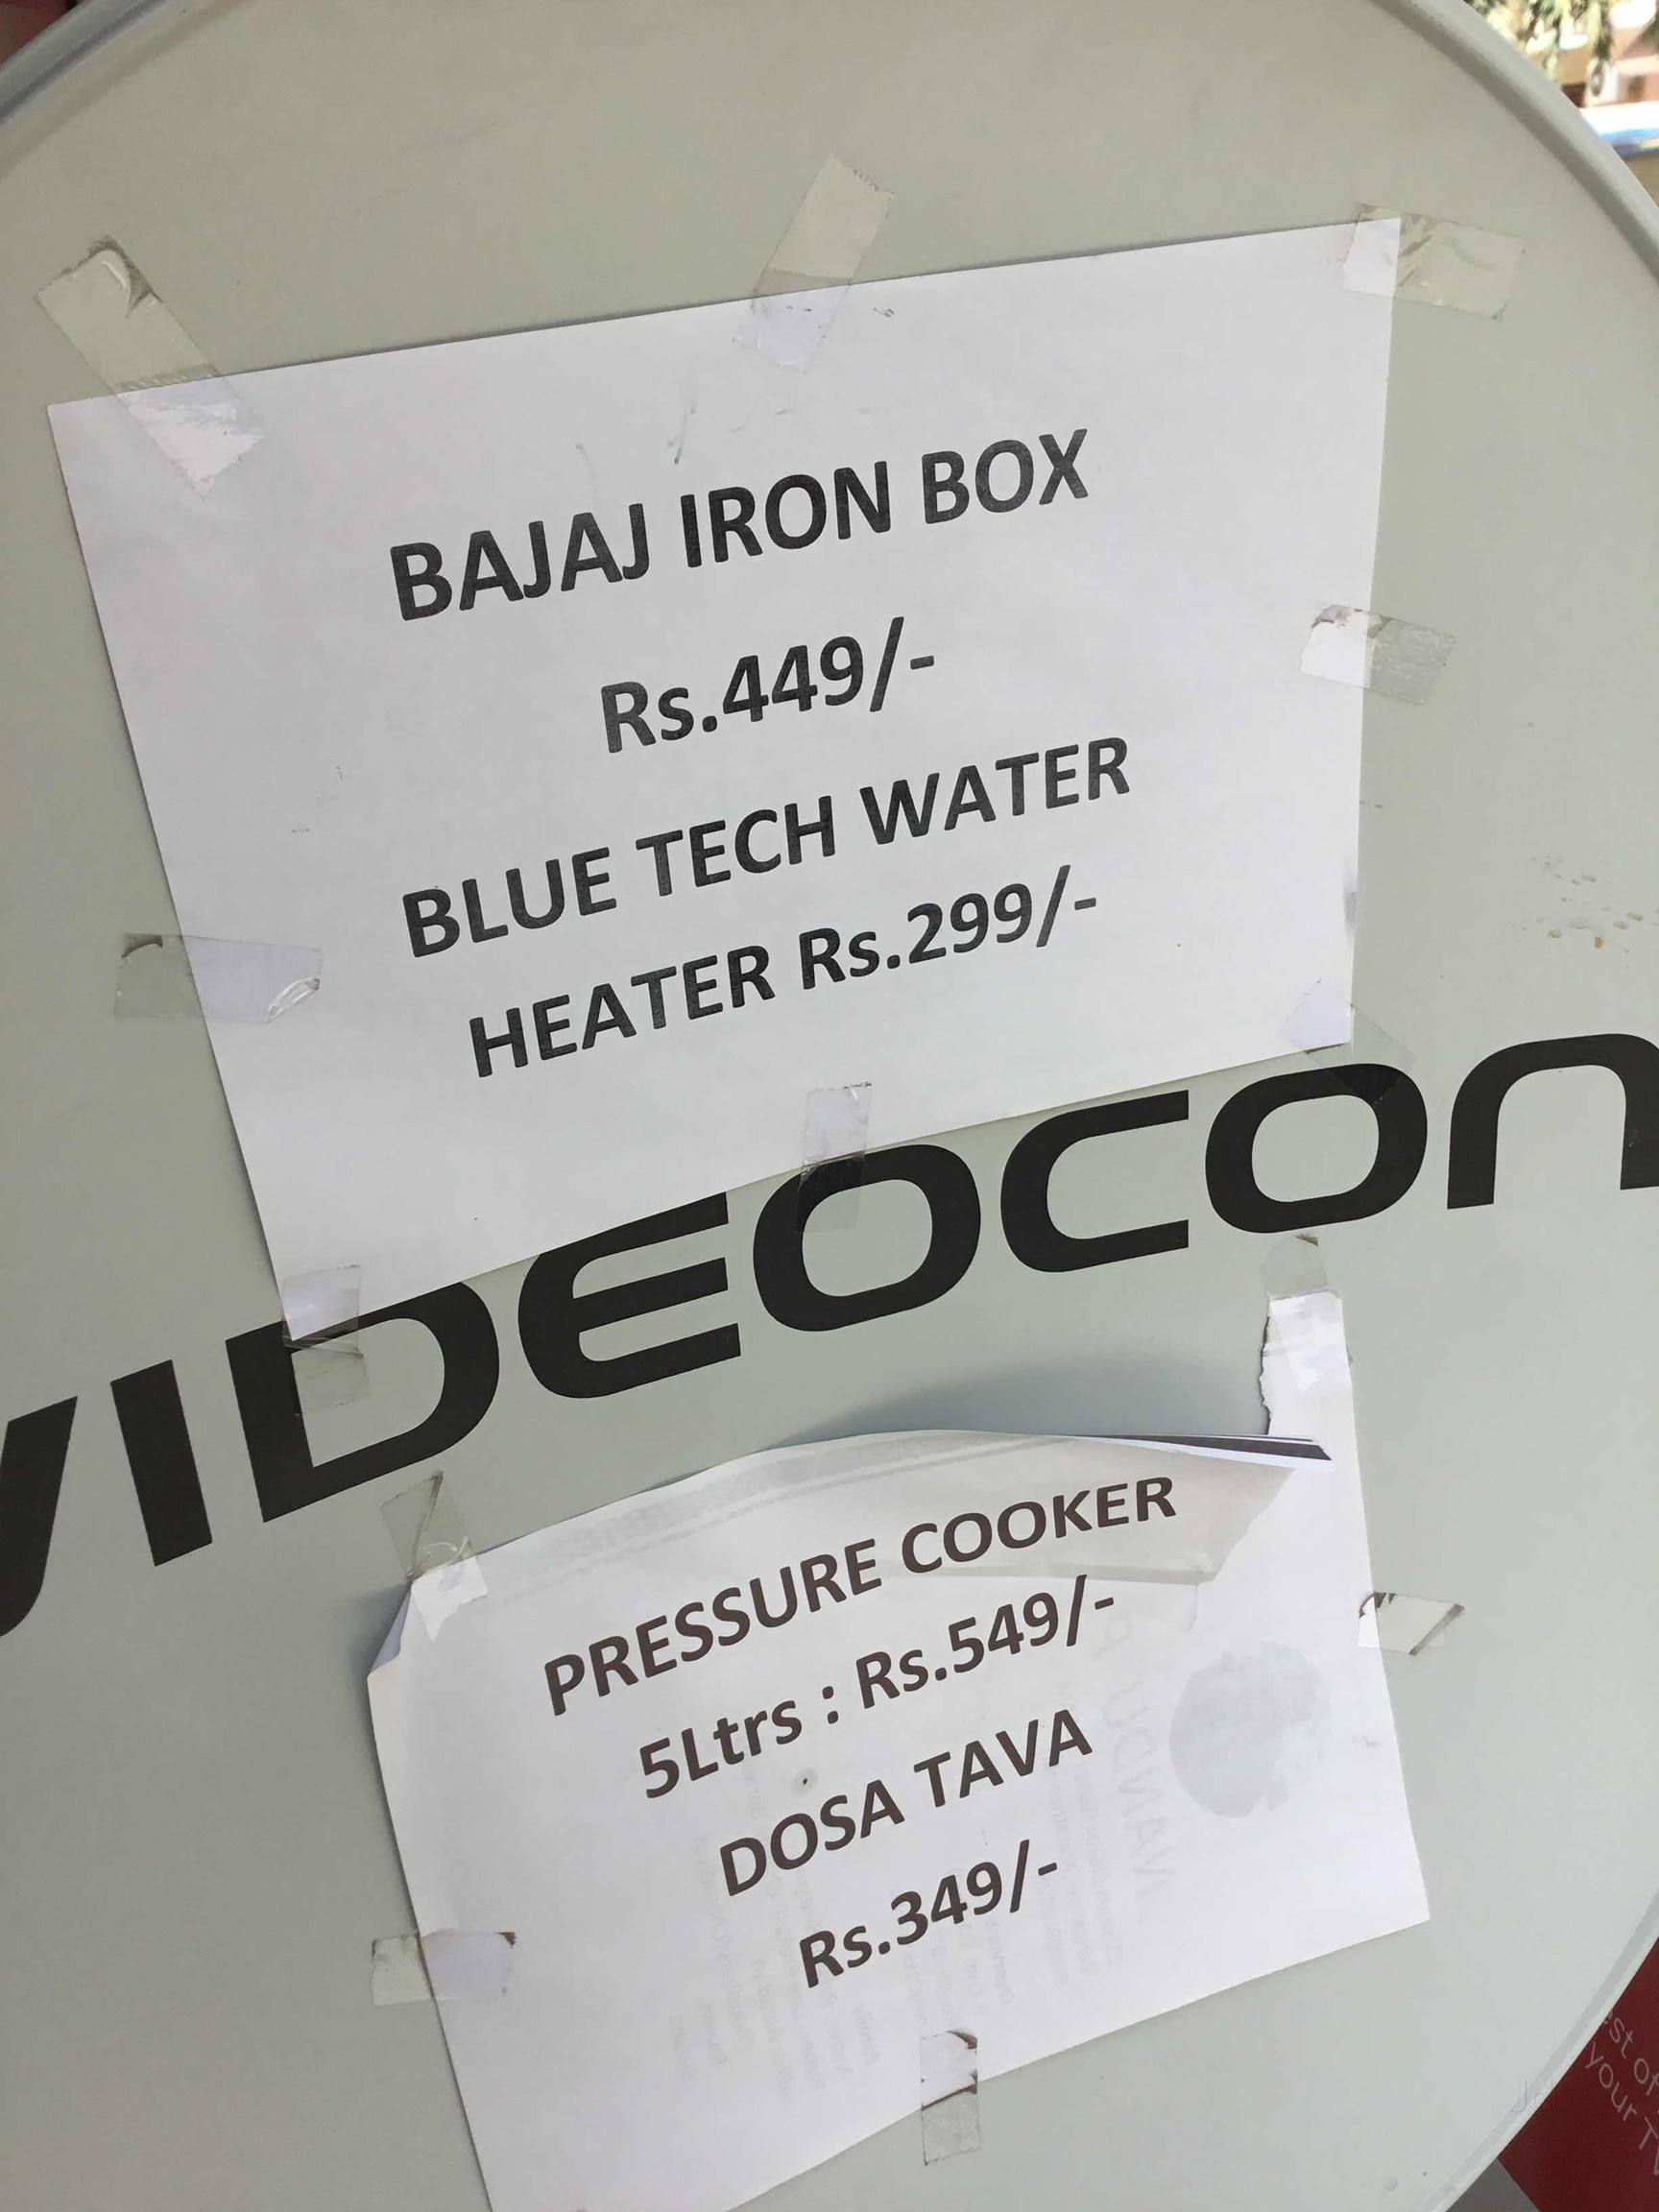 BAJAJ IRON BOX
Rs.449/-
BLUE TECH WATER
HEATER Rs.299/-
VIDEOCON
PRESSURE COOKER
5Ltrs : Rs.549/-
DOSA TAVA
Rs.349/-
your